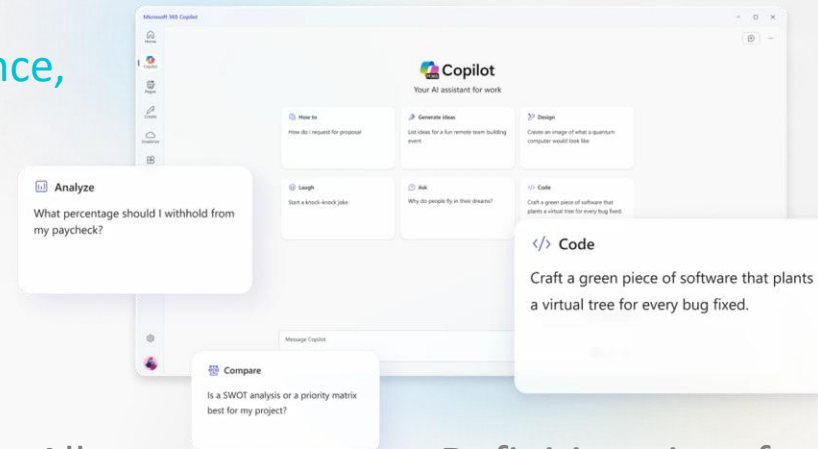 Microsoft 365 Copilot
Home
Copilot
Pages
Create
M365
Copilot
Your AI assistant for work
How to
How do i request for proposal
Generate ideas
List ideas for a fun remote team building
event
Design
Create an image of what a quantum
computer would look like
Laugh
Start a knock-knock joke
Ask
Why do people fly in their dreams?
Code
Craft a green piece of software that
plants a virtual tree for every bug fixed.
Analyze
What percentage should I withhold from
my paycheck?
Code
Craft a green piece of software that plants
a virtual tree for every bug fixed.
Message Copilot
Compare
Is a SWOT analysis or a priority matrix
best for my project?